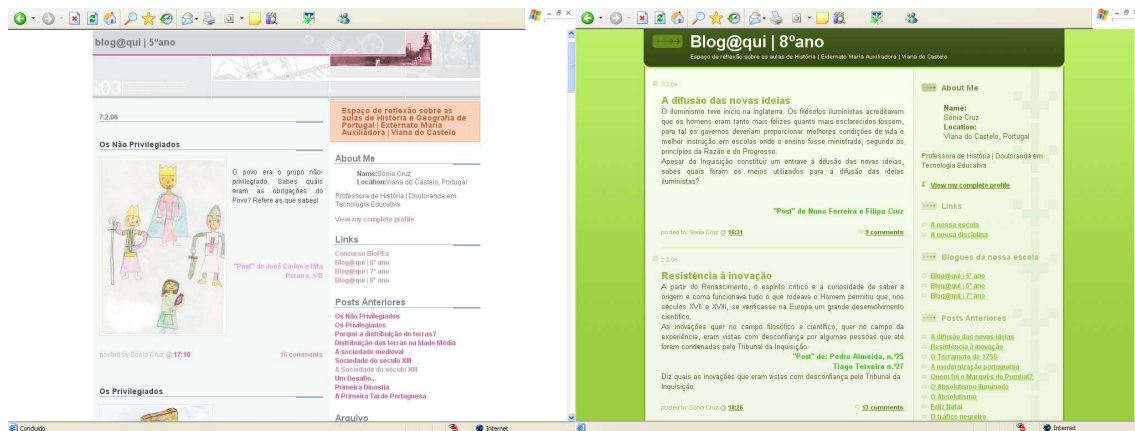 blog@qui | 5ºano
03
7.2.06
Os Não Privilegiados
O povo era o grupo não-
privilegiado. Sabes quais
eram as obrigações do
Povo? Refere as que sabes!
"Post" de José Carlos e Rita
Pereira, 5ºB
posted by Sónia Cruz @ 17:10
16 comments
Os Privilegiados
Espaço de reflexão sobre as
aulas de História e Geografia de
Portugal | Externato Maria
Auxiliadora | Viana do Castelo
About Me
Name:Sónia Cruz
Location:Viana do Castelo, Portugal
Professora de História | Doutoranda em
Tecnologia Educativa
View my complete profile
Links
Concurso BloPEs
Blog@qui | 6º ano
Blog@qui | 7º ano
Blog@qui | 8º ano
Posts Anteriores
Os Não Privilegiados
Os Privilegiados
Porquê a distribuição de terras?
Distribuição das terras na Idade Média
A sociedade medieval
Sociedade do século XIII
A Sociedade do século XIII
Um Desafio...
Primeira Dinastia
A Primeira Tarde Portuguesa
Arquivo
Concluído
Internet
Blog@qui | 8ºano
Espaço de reflexão sobre as aulas de História | Externato Maria Auxiliadora | Viana do Castelo
7.2.06
A difusão das novas ideias
O iluminismo teve início na Inglaterra. Os filósofos iluministas acreditavam
que os homens eram tanto mais felizes quanto mais esclarecidos fossem,
para tal os governos deveriam proporcionar melhores condições de vida e
melhor instrução em escolas onde o ensino fosse ministrado, segundo os
princípios da Razão e do Progresso.
Apesar da Inquisição constituir um entrave à difusão das novas ideias,
sabes quais foram os meios utilizados para a difusão das ideias
iluministas?
"Post" de Nuno Ferreira e Filipa Cruz
posted by Sónia Cruz @ 16:31
9 comments
Resistência à inovação
A partir do Renascimento, o espírito crítico e a curiosidade de saber a
origem e como funcionava tudo o que rodeava o Homem permitiu que, nos
séculos XVII e XVIII, se verificasse na Europa um grande desenvolvimento
científico.
As inovações quer no campo filosófico e científico, quer no campo da
experiência, eram vistas com desconfiança por algumas pessoas que até
foram condenadas pelo Tribunal da Inquisição.
"Post" de: Pedro Almeida, n.º25
Tiago Teixeira n.º27
Diz quais as inovações que eram vistas com desconfiança pelo Tribunal da
Inquisição.
posted by Sónia Cruz @ 18:26
13 comments
About Me
Name:
Sónia Cruz
Location:
Viana do Castelo, Portugal
Professora de História | Doutoranda em
Tecnologia Educativa
View my complete profile
Links
A nossa escola
A nossa disciplina
Blogues da nossa escola
Blog@qui | 5º ano
Blog@qui | 6º ano
Blog@qui | 7º ano
Posts Anteriores
A difusão das novas ideias
Resistência à inovação
O Terramoto de 1755
A modernização portuguesa
Quem foi o Marquês de Pombal?
O Absolutismo Iluminado
O Absolutismo
Feliz Natal
O tráfico negreiro
Internet